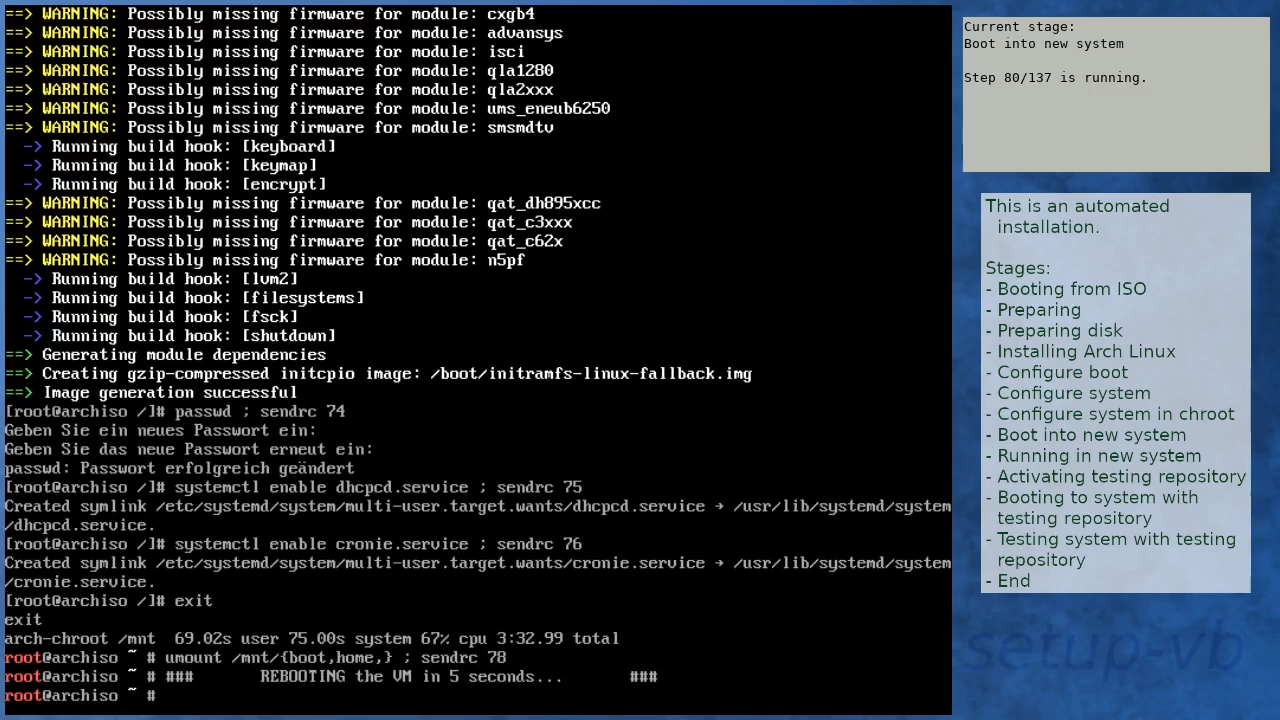 ==> WARNING: Possibly missing firmware for module: cxgb4
==> WARNING: Possibly missing firmware for module: advansys
==> WARNING: Possibly missing firmware for module: isci
==> WARNING: Possibly missing firmware for module: qla1280
==> WARNING: Possibly missing firmware for module: qla2xxx
==> WARNING: Possibly missing firmware for module: ums_eneub6250
==> WARNING: Possibly missing firmware for module: smsmdtv
  -> Running build hook: [keyboard]
  -> Running build hook: [keymap]
  -> Running build hook: [encrypt]
==> WARNING: Possibly missing firmware for module: qat_dh895xcc
==> WARNING: Possibly missing firmware for module: qat_c3xxx
==> WARNING: Possibly missing firmware for module: qat_c62x
==> WARNING: Possibly missing firmware for module: n5pf
  -> Running build hook: [lvm2]
  -> Running build hook: [filesystems]
  -> Running build hook: [fsck]
  -> Running build hook: [shutdown]
==> Generating module dependencies
==> Creating gzip-compressed initcpio image: /boot/initramfs-linux-fallback.img
==> Image generation successful
[root@archiso /]# passwd ; sendrc 74
Geben Sie ein neues Passwort ein:
Geben Sie das neue Passwort erneut ein:
passwd: Passwort erfolgreich geändert
[root@archiso /]# systemctl enable dhcpcd.service ; sendrc 75
Created symlink /etc/systemd/system/multi-user.target.wants/dhcpcd.service → /usr/lib/systemd/system
/dhcpcd.service.
[root@archiso /]# systemctl enable cronie.service ; sendrc 76
Created symlink /etc/systemd/system/multi-user.target.wants/cronie.service → /usr/lib/systemd/system
/cronie.service.
[root@archiso /]# exit
exit
arch-chroot /mnt  69.02s user 75.00s system 67% cpu 3:32.99 total
root@archiso ~ # umount /mnt/{boot,home,} ; sendrc 78
root@archiso ~ # ###       REBOOTING the VM in 5 seconds...       ###
root@archiso ~ #
Current stage:
Boot into new system
Step 80/137 is running.
This is an automated
installation.
Stages:
- Booting from ISO
- Preparing
- Preparing disk
- Installing Arch Linux
- Configure boot
- Configure system
- Configure system in chroot
- Boot into new system
- Running in new system
- Activating testing repository
- Booting to system with
testing repository
- Testing system with testing
repository
- End
setup-vb